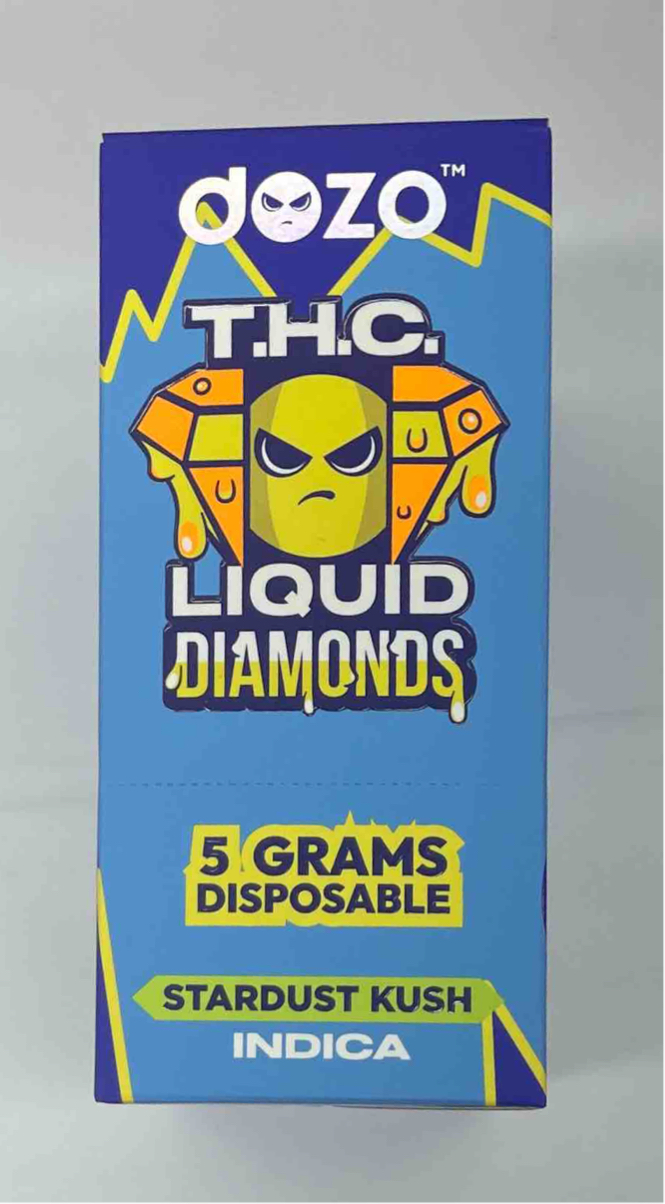 dozo™
T.H.C.
LIQUID
DIAMONDS
5 GRAMS
DISPOSABLE
STARDUST KUSH
INDICA